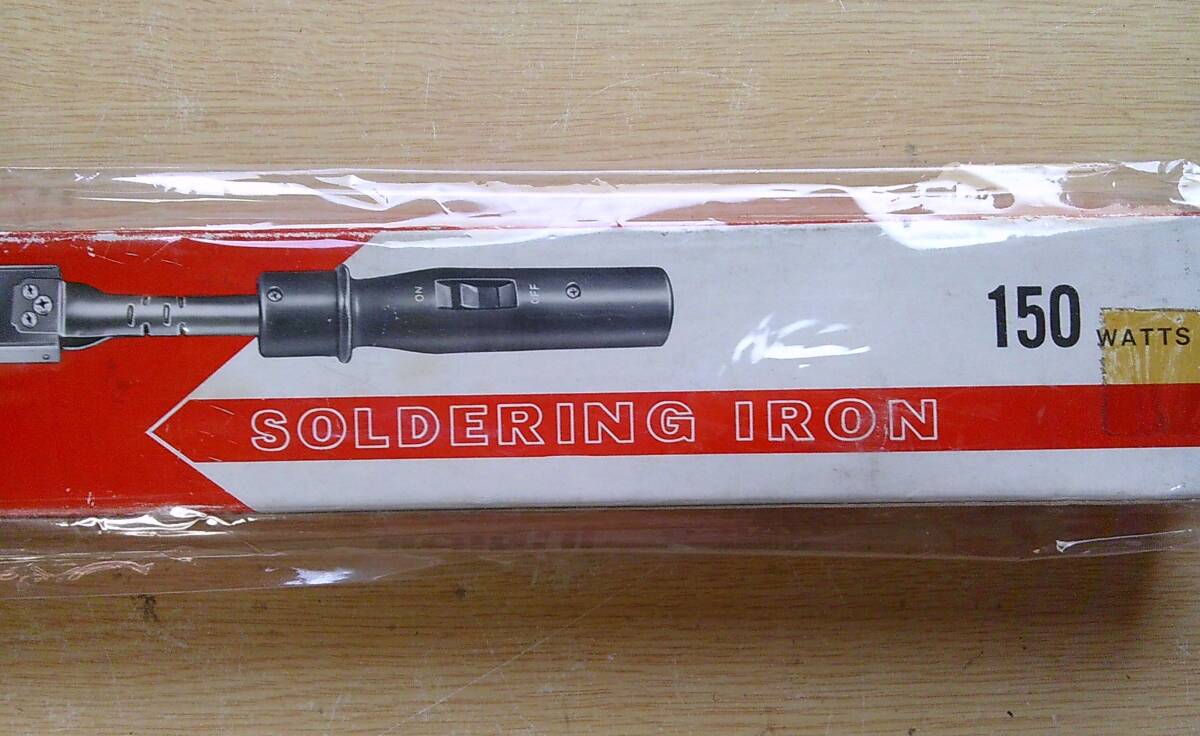 ON
OFF
150 WATTS
SOLDERING IRON